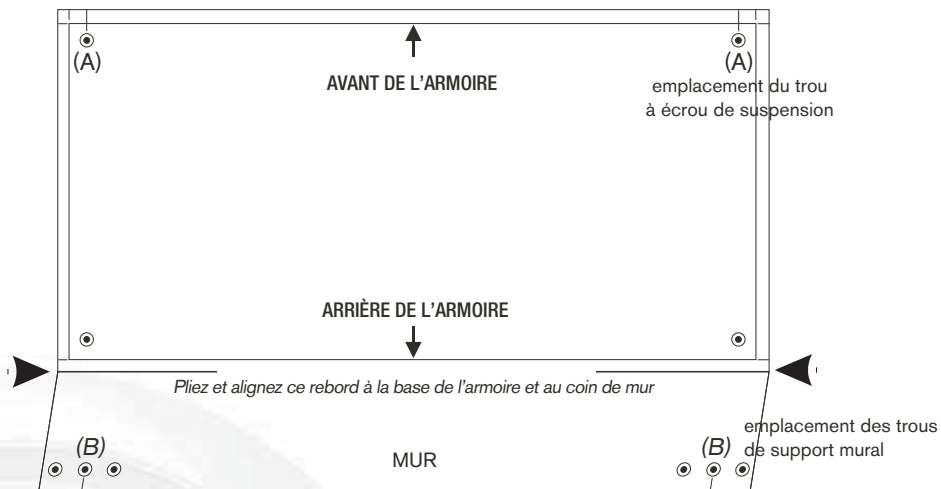 (A)
(A)
AVANT DE L'ARMOIRE
emplacement du trou
à écrou de suspension
ARRIÈRE DE L'ARMOIRE
Pliez et alignez ce rebord à la base de l'armoire et au coin de mur
emplacement des trous
de support mural
(B)
MUR
(B)